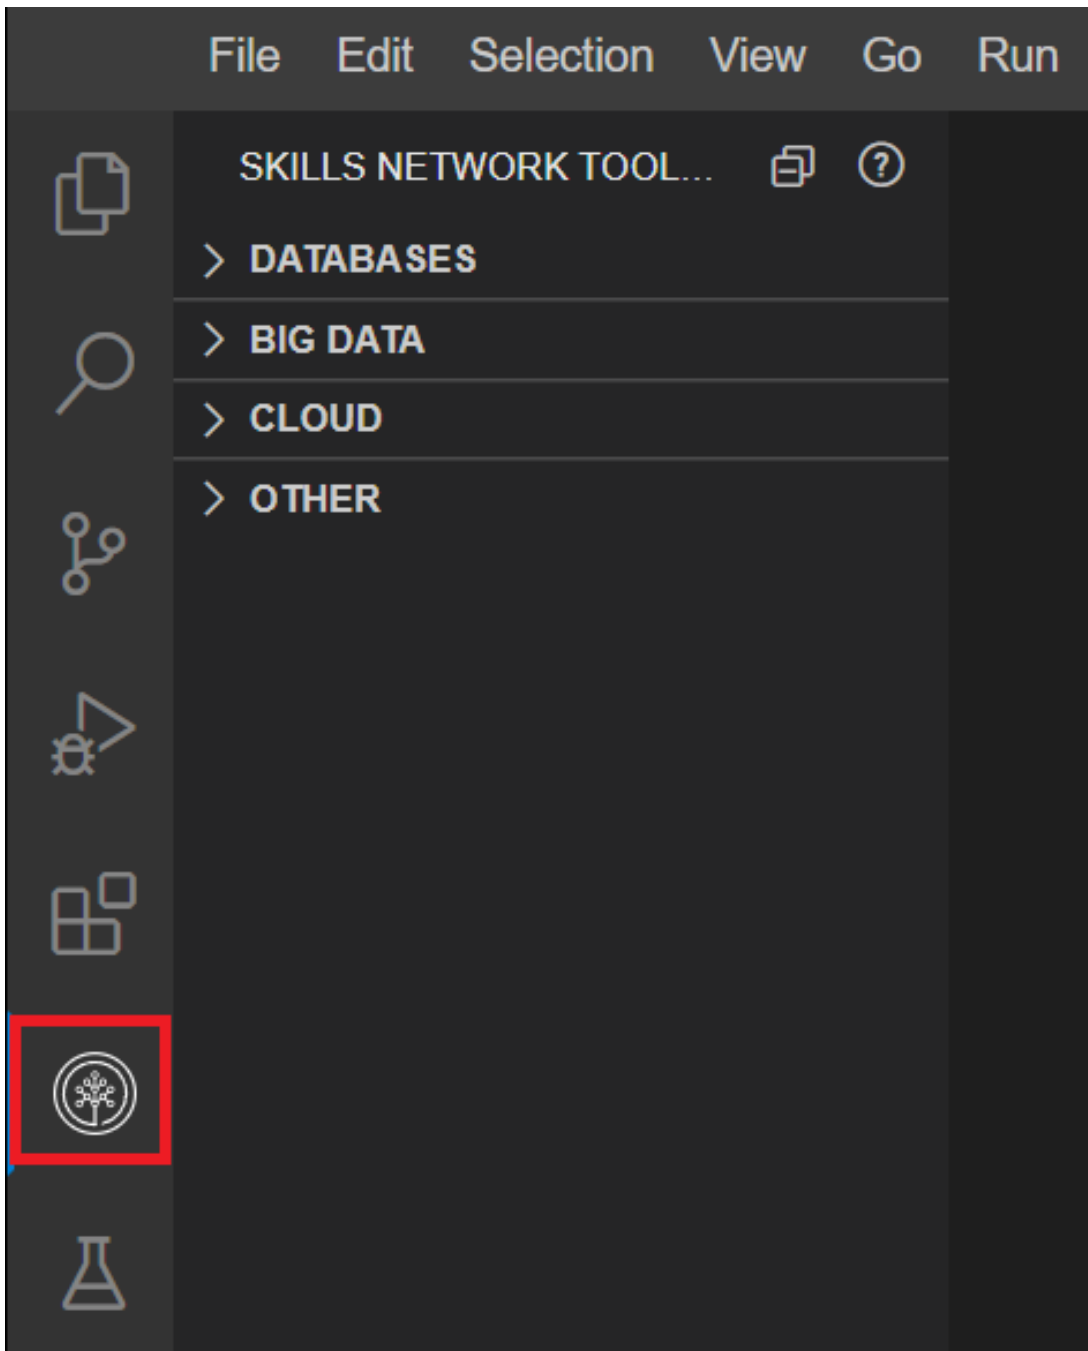 File Edit Selection View Go Run
SKILLS NETWORK TOOL...
DATABASES
BIG DATA
CLOUD
OTHER